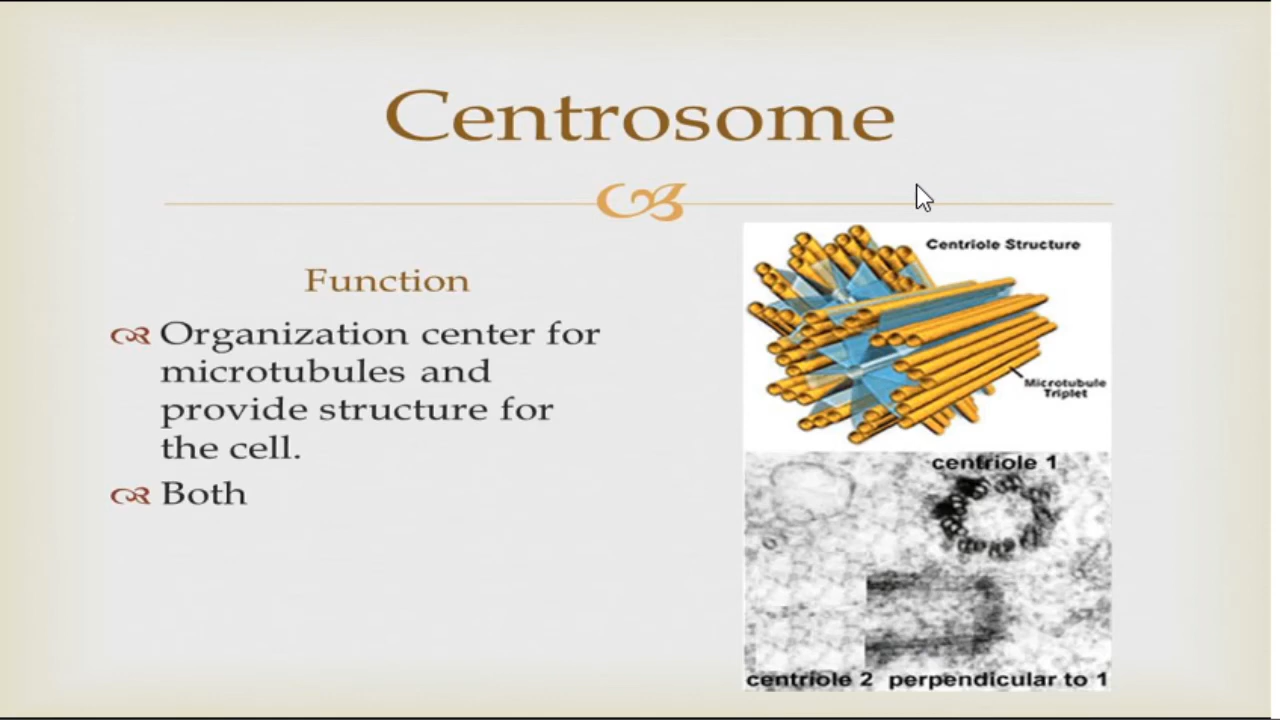 Centrosome
Function
Organization center for
microtubules and
provide structure for
the cell.
Both
Centriole Structure
Microtubule
Triplet
centriole 1
centriole 2 perpendicular to 1